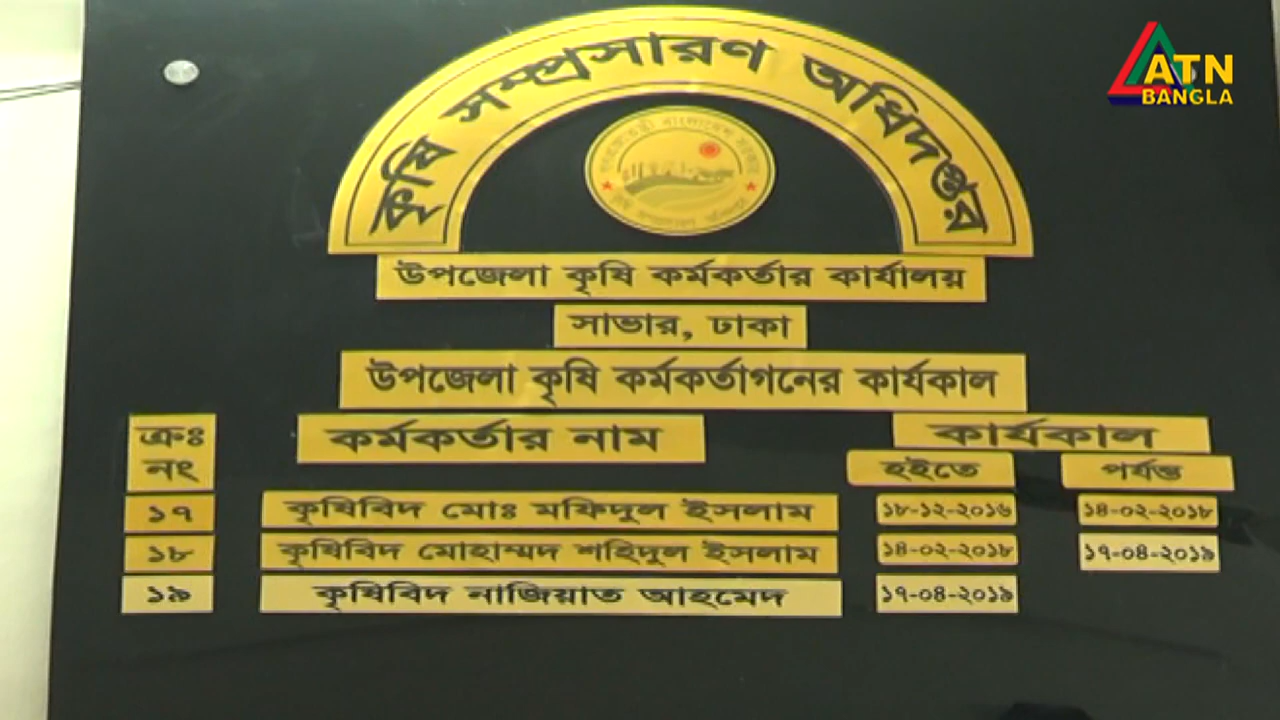 কৃষি সম্প্রসারণ অধিদপ্তর
ATN
BANGLA
উপজেলা কৃষি কর্মকর্তার কার্যালয়
সাভার, ঢাকা
উপজেলা কৃষি কর্মকর্তাগনের কার্যকাল
ক্রঃ নং কর্মকর্তার নাম কার্যকাল
হইতে পর্যন্ত
১৭ কৃষিবিদ মোঃ মফিদুল ইসলাম ১৮-১২-২০১৬ ১৪-০২-২০১৮
১৮ কৃষিবিদ মোহাম্মদ শহিদুল ইসলাম ১৪-০২-২০১৮ ১৭-০৪-২০১৯
১৯ কৃষিবিদ নাজিয়াত আহমেদ ১৭-০৪-২০১৯